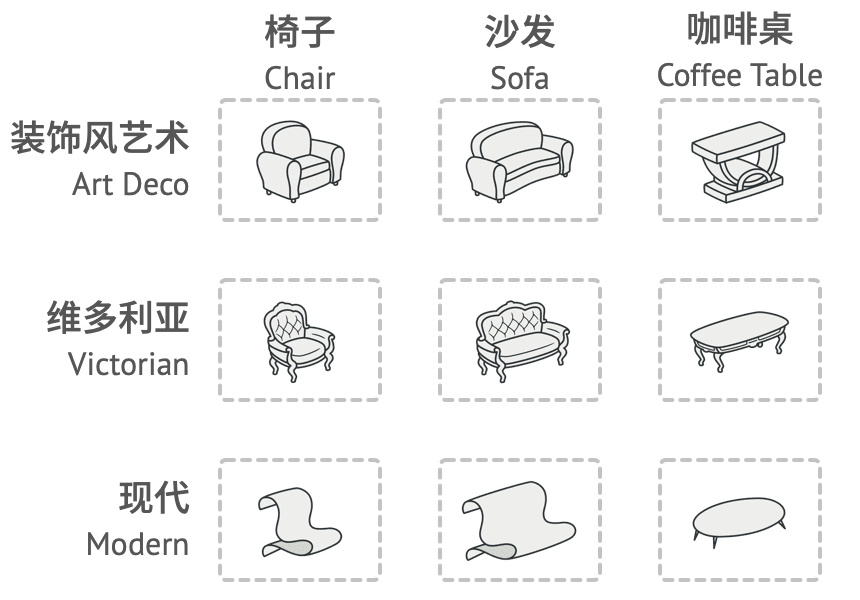 椅子
Chair
沙发
Sofa
咖啡桌
Coffee Table
装饰风艺术
Art Deco
维多利亚
Victorian
现代
Modern